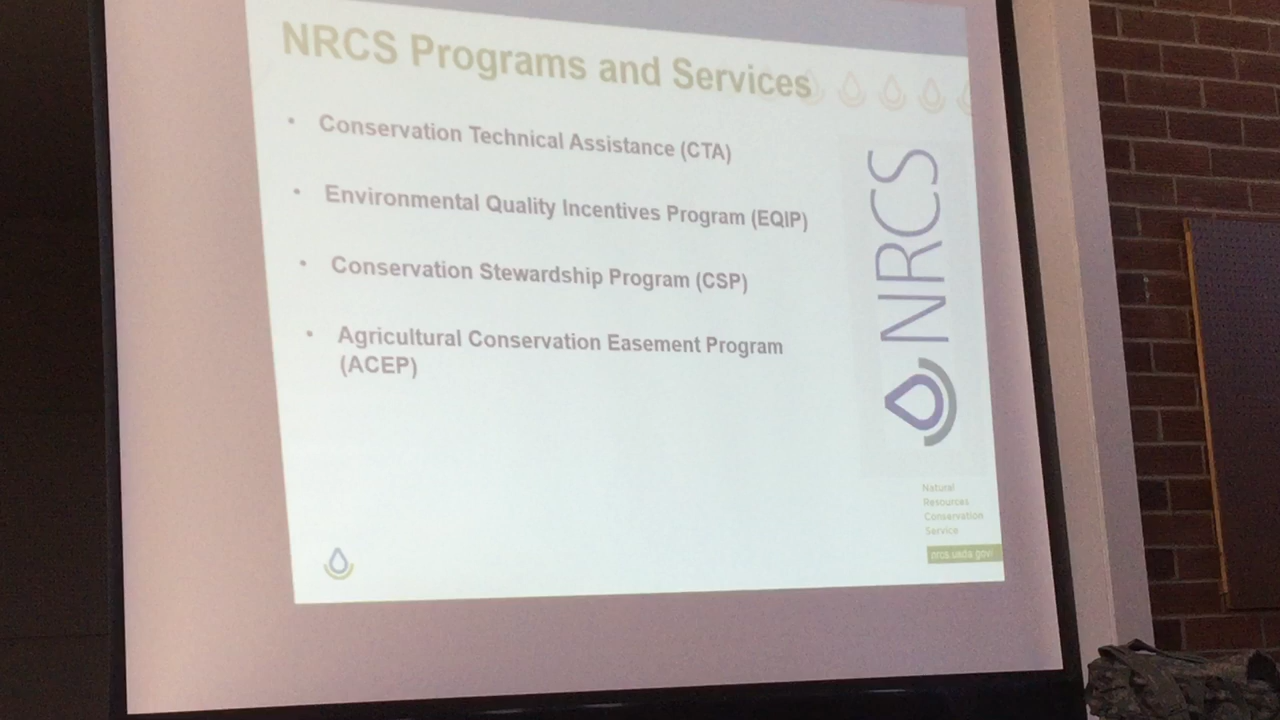 NRCS Programs and Services
• Conservation Technical Assistance (CTA)
• Environmental Quality Incentives Program (EQIP)
• Conservation Stewardship Program (CSP)
• Agricultural Conservation Easement Program
(ACEP)
NRCS
Natural
Resources
Conservation
Service
nrcs.usda.gov/